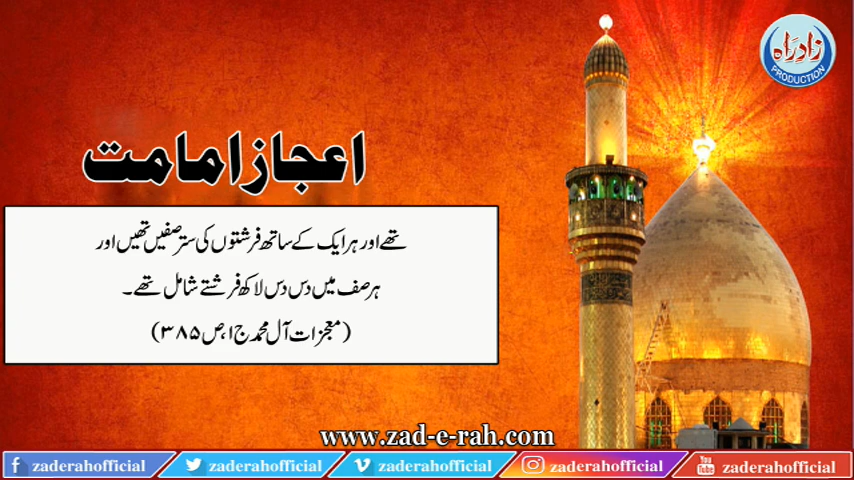 زادراہ
PRODUCTION
اعجاز امامت
تھے اور ہر ایک کے ساتھ فرشتوں کی ستر صفیں تھیں اور
ہر صف میں دس دس لاکھ فرشتے شامل تھے۔
(معجزات آل محمد ج ۱، ص ۳۸۵)
www.zad-e-rah.com
zaderahofficial
zaderahofficial
zaderahofficial
zaderahofficial
You Tube zaderahofficial